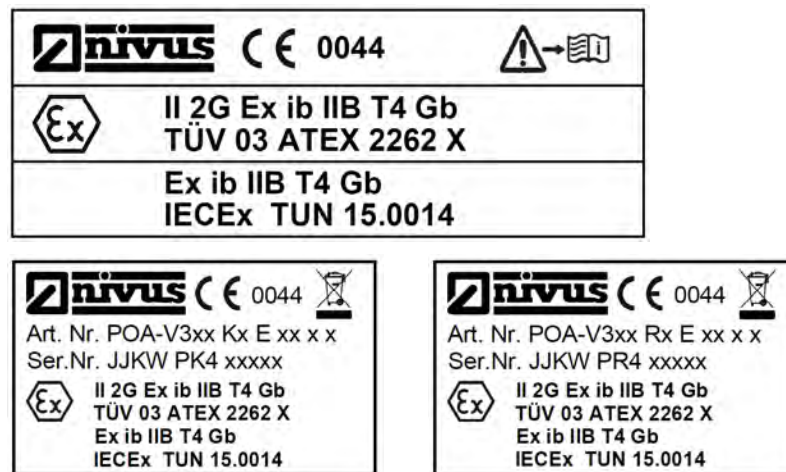 nivus CE 0044
Ex II 2G Ex ib IIB T4 Gb
TÜV 03 ATEX 2262 X
Ex ib IIB T4 Gb
IECEx TUN 15.0014
nivus CE 0044
Art. Nr. POA-V3xx Kx E xx x x
Ser.Nr. JJKW PK4 xxxxx
Ex II 2G Ex ib IIB T4 Gb
TÜV 03 ATEX 2262 X
Ex ib IIB T4 Gb
IECEx TUN 15.0014
nivus CE 0044
Art. Nr. POA-V3xx Rx E xx x x
Ser.Nr. JJKW PR4 xxxxx
Ex II 2G Ex ib IIB T4 Gb
TÜV 03 ATEX 2262 X
Ex ib IIB T4 Gb
IECEx TUN 15.0014